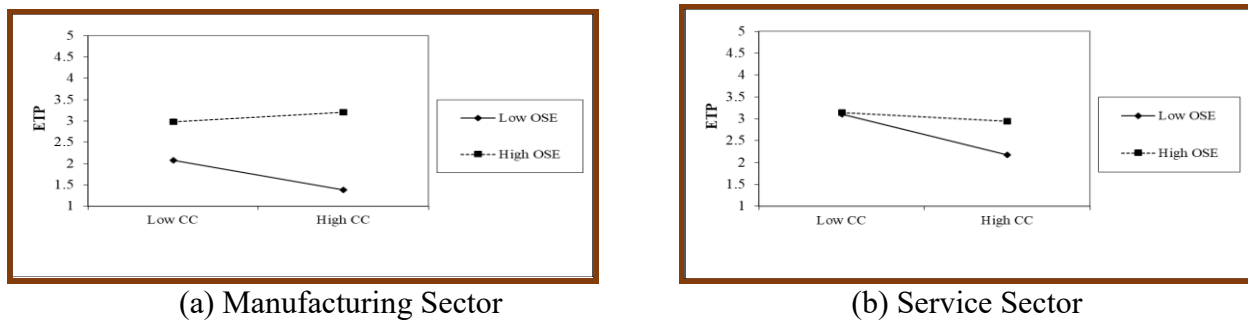 5
4.5
4
3.5
3
2.5
2
1.5
1
ETP
Low CC
High CC
Low OSE
High OSE
(a) Manufacturing Sector
5
4.5
4
3.5
3
2.5
2
1.5
1
ETP
Low CC
High CC
Low OSE
High OSE
(b) Service Sector